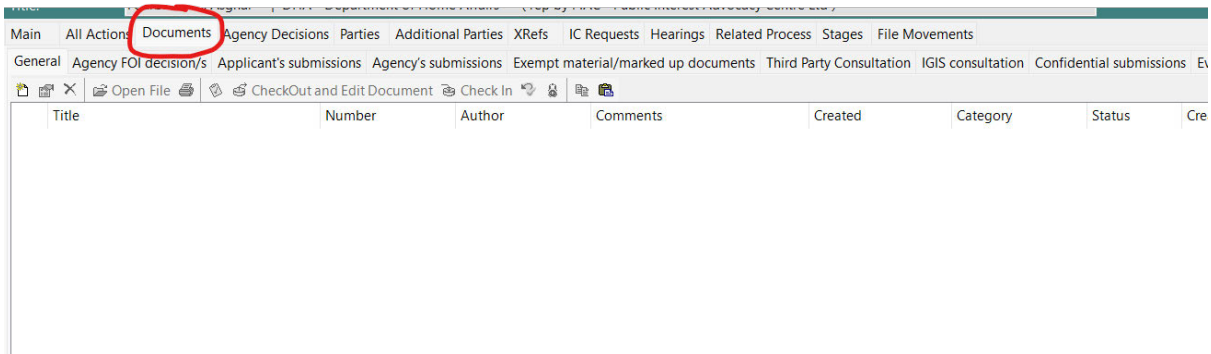 Main All Actions Documents Agency Decisions Parties Additional Parties XRefs IC Requests Hearings Related Process Stages File Movements
General Agency FOI decision/s Applicant's submissions Agency's submissions Exempt material/marked up documents Third Party Consultation IGIS consultation Confidential submissions Ev
Open File CheckOut and Edit Document Check In
Title Number Author Comments Created Category Status Cre